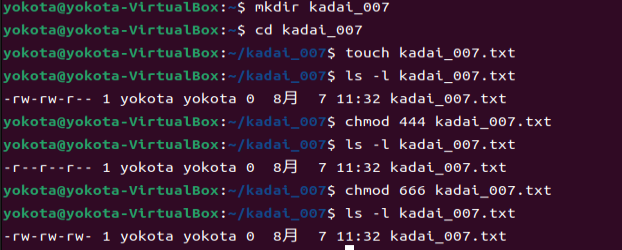 yokota@yokota-VirtualBox:~$ mkdir kadai_007
yokota@yokota-VirtualBox:~$ cd kadai_007
yokota@yokota-VirtualBox:~/kadai_007$ touch kadai_007.txt
yokota@yokota-VirtualBox:~/kadai_007$ ls -l kadai_007.txt
-rw-rw-r-- 1 yokota yokota 0  8月  7 11:32 kadai_007.txt
yokota@yokota-VirtualBox:~/kadai_007$ chmod 444 kadai_007.txt
yokota@yokota-VirtualBox:~/kadai_007$ ls -l kadai_007.txt
-r--r--r-- 1 yokota yokota 0  8月  7 11:32 kadai_007.txt
yokota@yokota-VirtualBox:~/kadai_007$ chmod 666 kadai_007.txt
yokota@yokota-VirtualBox:~/kadai_007$ ls -l kadai_007.txt
-rw-rw-rw- 1 yokota yokota 0  8月  7 11:32 kadai_007.txt